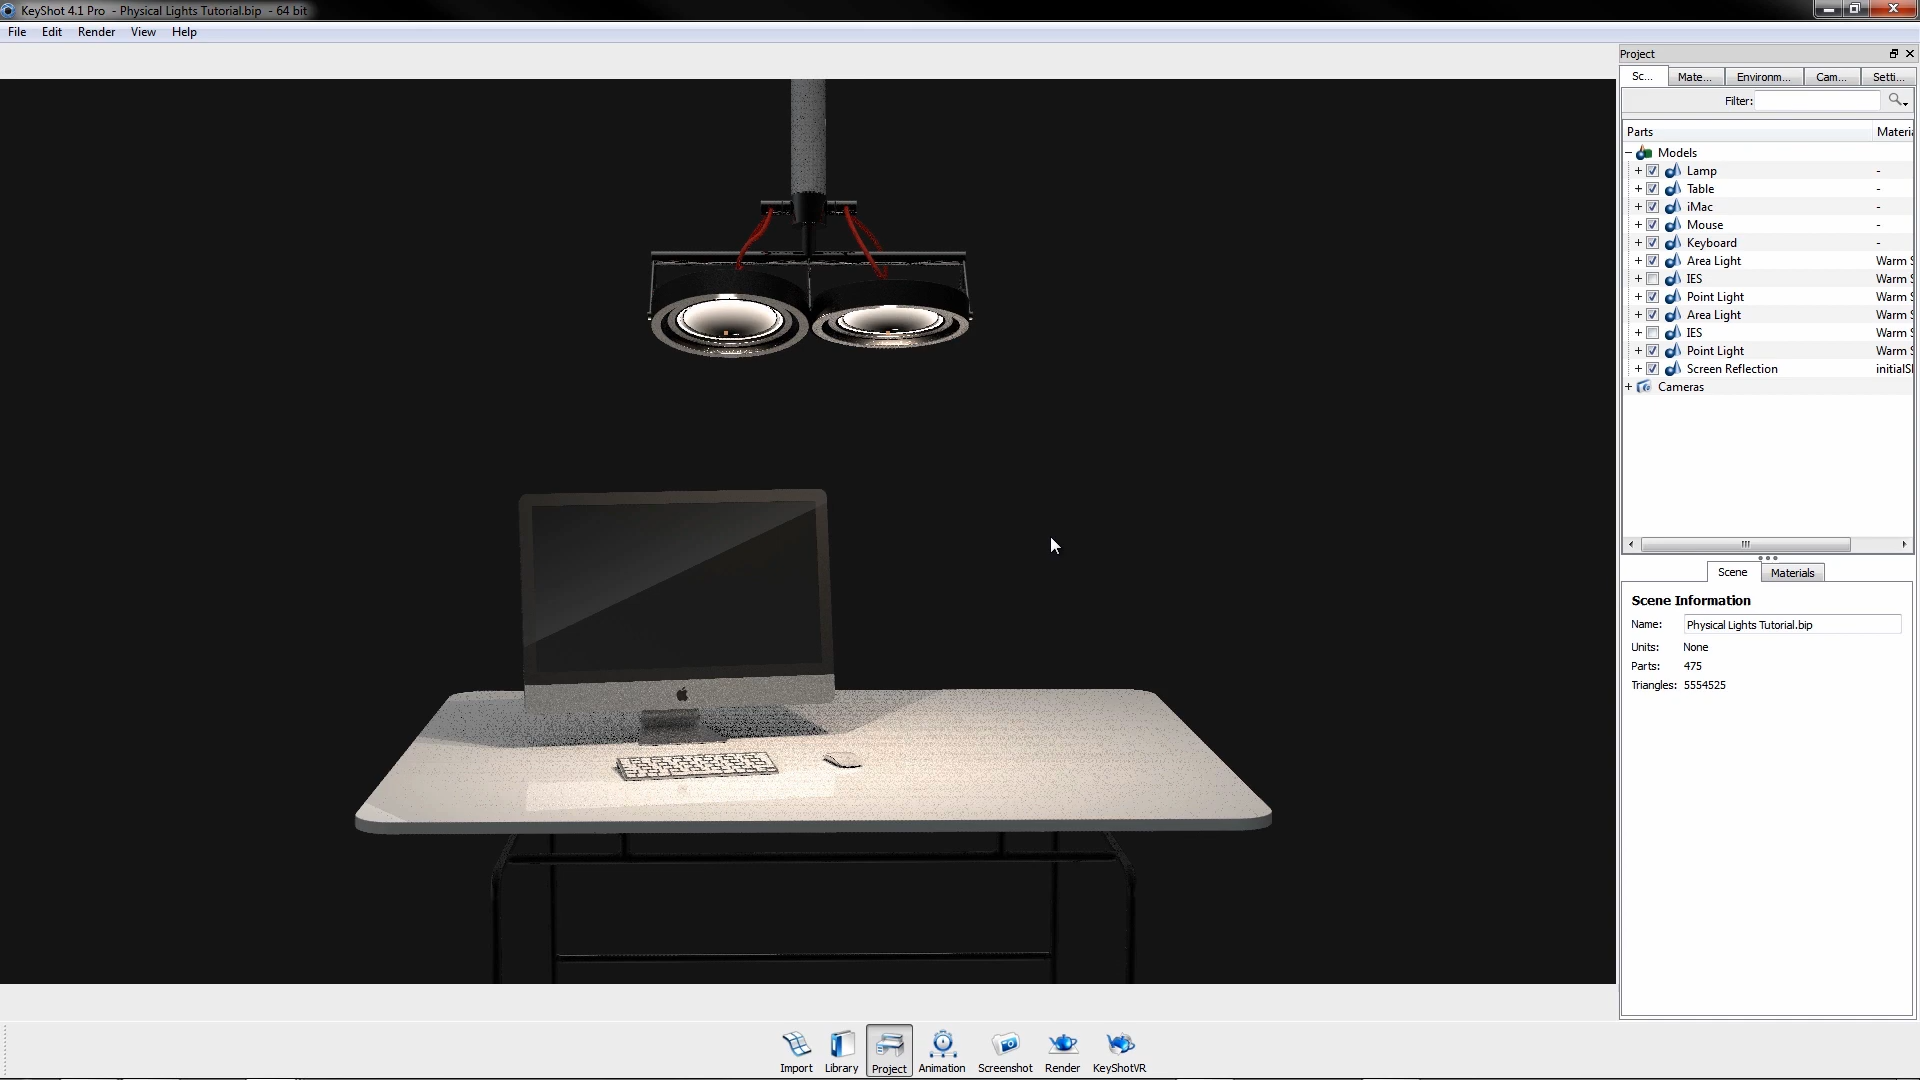 KeyShot 4.1 Pro - Physical Lights Tutorial.bip - 64 bit
File Edit Render View Help
Project
Sc... Mate... Environm... Cam... Setti...
Filter:
Parts Materi
Models
Lamp -
Table -
iMac -
Mouse -
Keyboard -
Area Light Warm S
IES Warm S
Point Light Warm S
Area Light Warm S
IES Warm S
Point Light Warm S
Screen Reflection initialSl
Cameras
Scene Materials
Scene Information
Name: Physical Lights Tutorial.bip
Units: None
Parts: 475
Triangles: 5554525
Import Library Project Animation Screenshot Render KeyShotVR